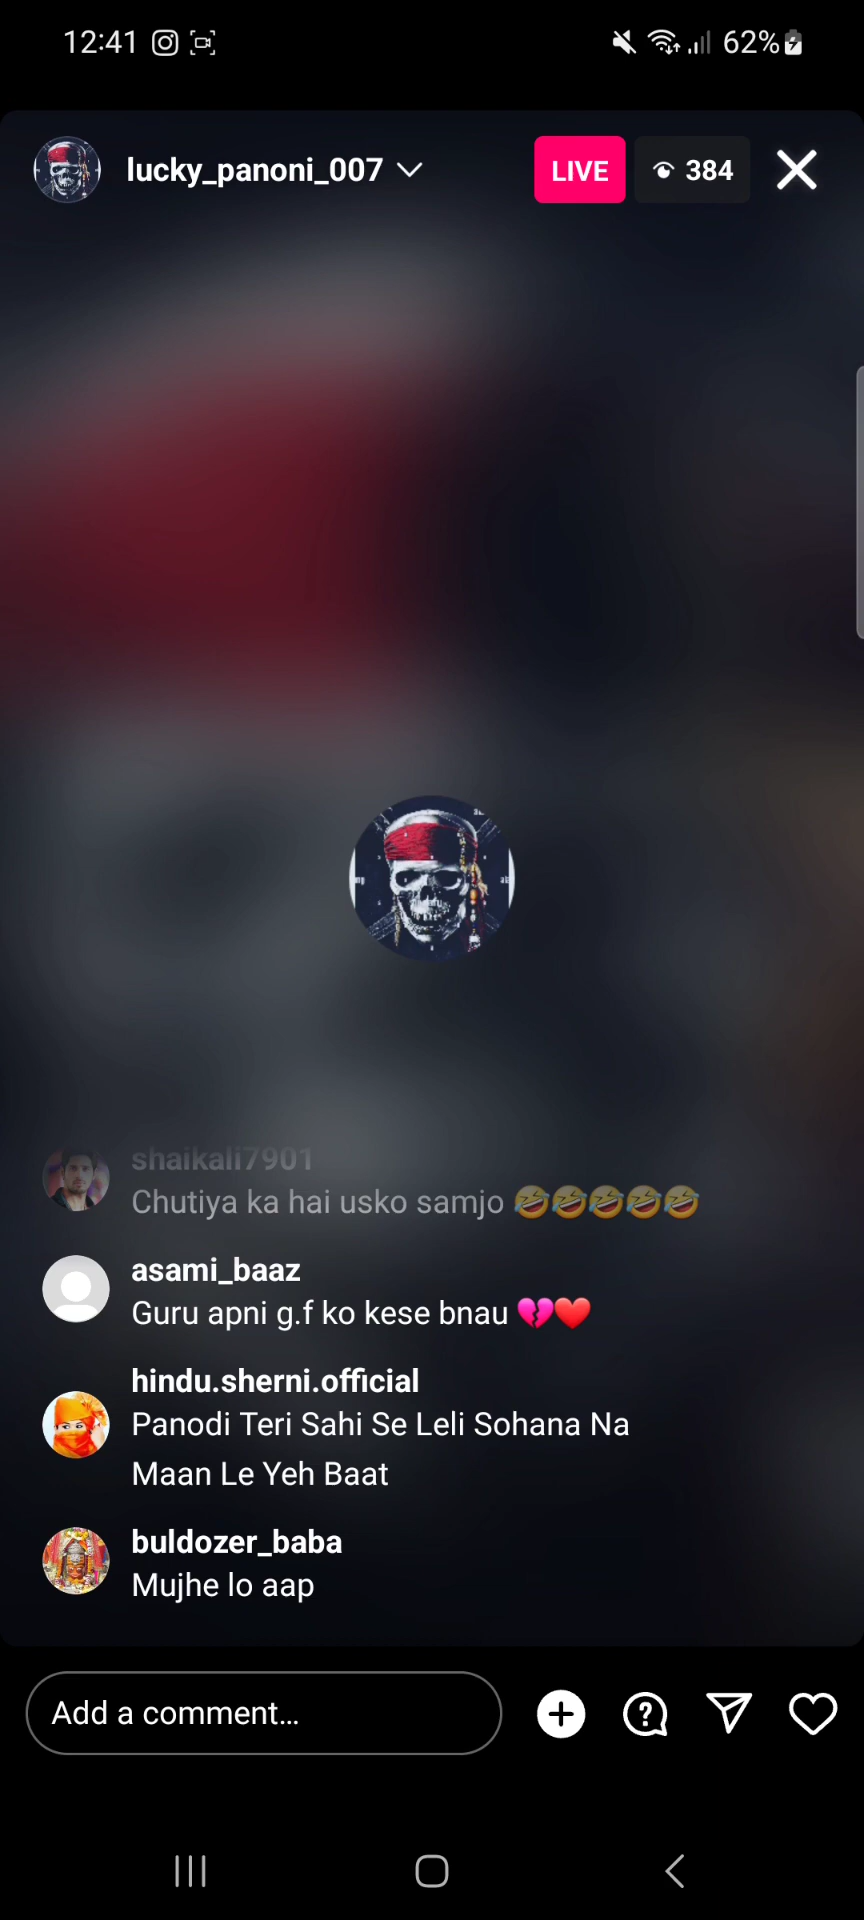 12:41
62%
lucky_panoni_007
LIVE
384
shaikali7901
Chutiya ka hai usko samjo 🤣🤣🤣🤣🤣
asami_baaz
Guru apni g.f ko kese bnau 💔❤️
hindu.sherni.official
Panodi Teri Sahi Se Leli Sohana Na
Maan Le Yeh Baat
buldozer_baba
Mujhe lo aap
Add a comment...